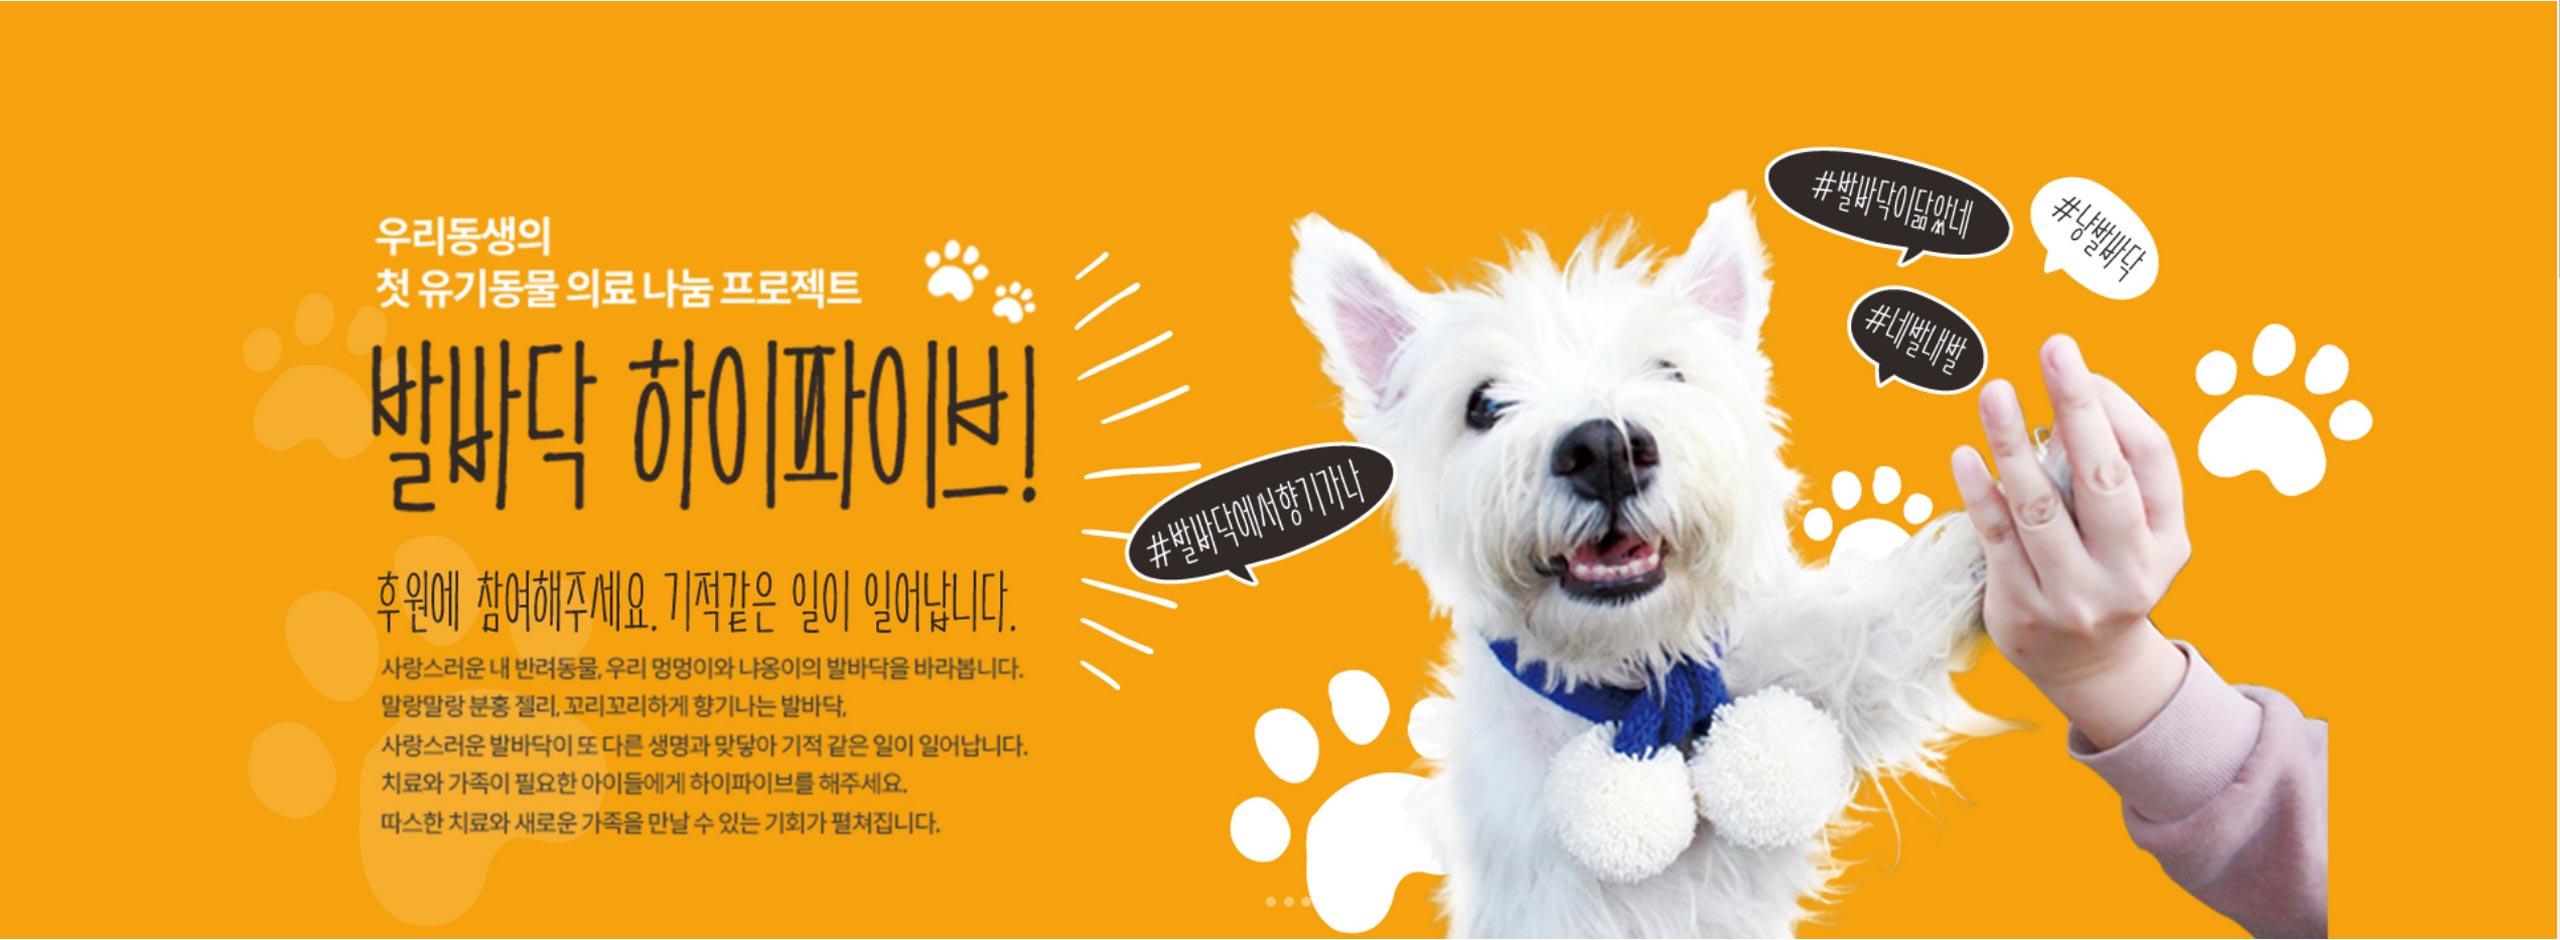 우리동생의
첫 유기동물 의료 나눔 프로젝트
발바닥 하이파이브!
후원에 참여해주세요. 기적같은 일이 일어납니다.
사랑스러운 내 반려동물, 우리 멍멍이와 냐옹이의 발바닥을 바라봅니다.
말랑말랑 분홍 젤리, 꼬리꼬리하게 향기나는 발바닥,
사랑스러운 발바닥이 또 다른 생명과 맞닿아 기적 같은 일이 일어납니다.
치료와 가족이 필요한 아이들에게 하이파이브를 해주세요.
따스한 치료와 새로운 가족을 만날 수 있는 기회가 펼쳐집니다.
#발바닥에서향기가나
#발바닥이닮았네
#냥발바닥
#네발내발